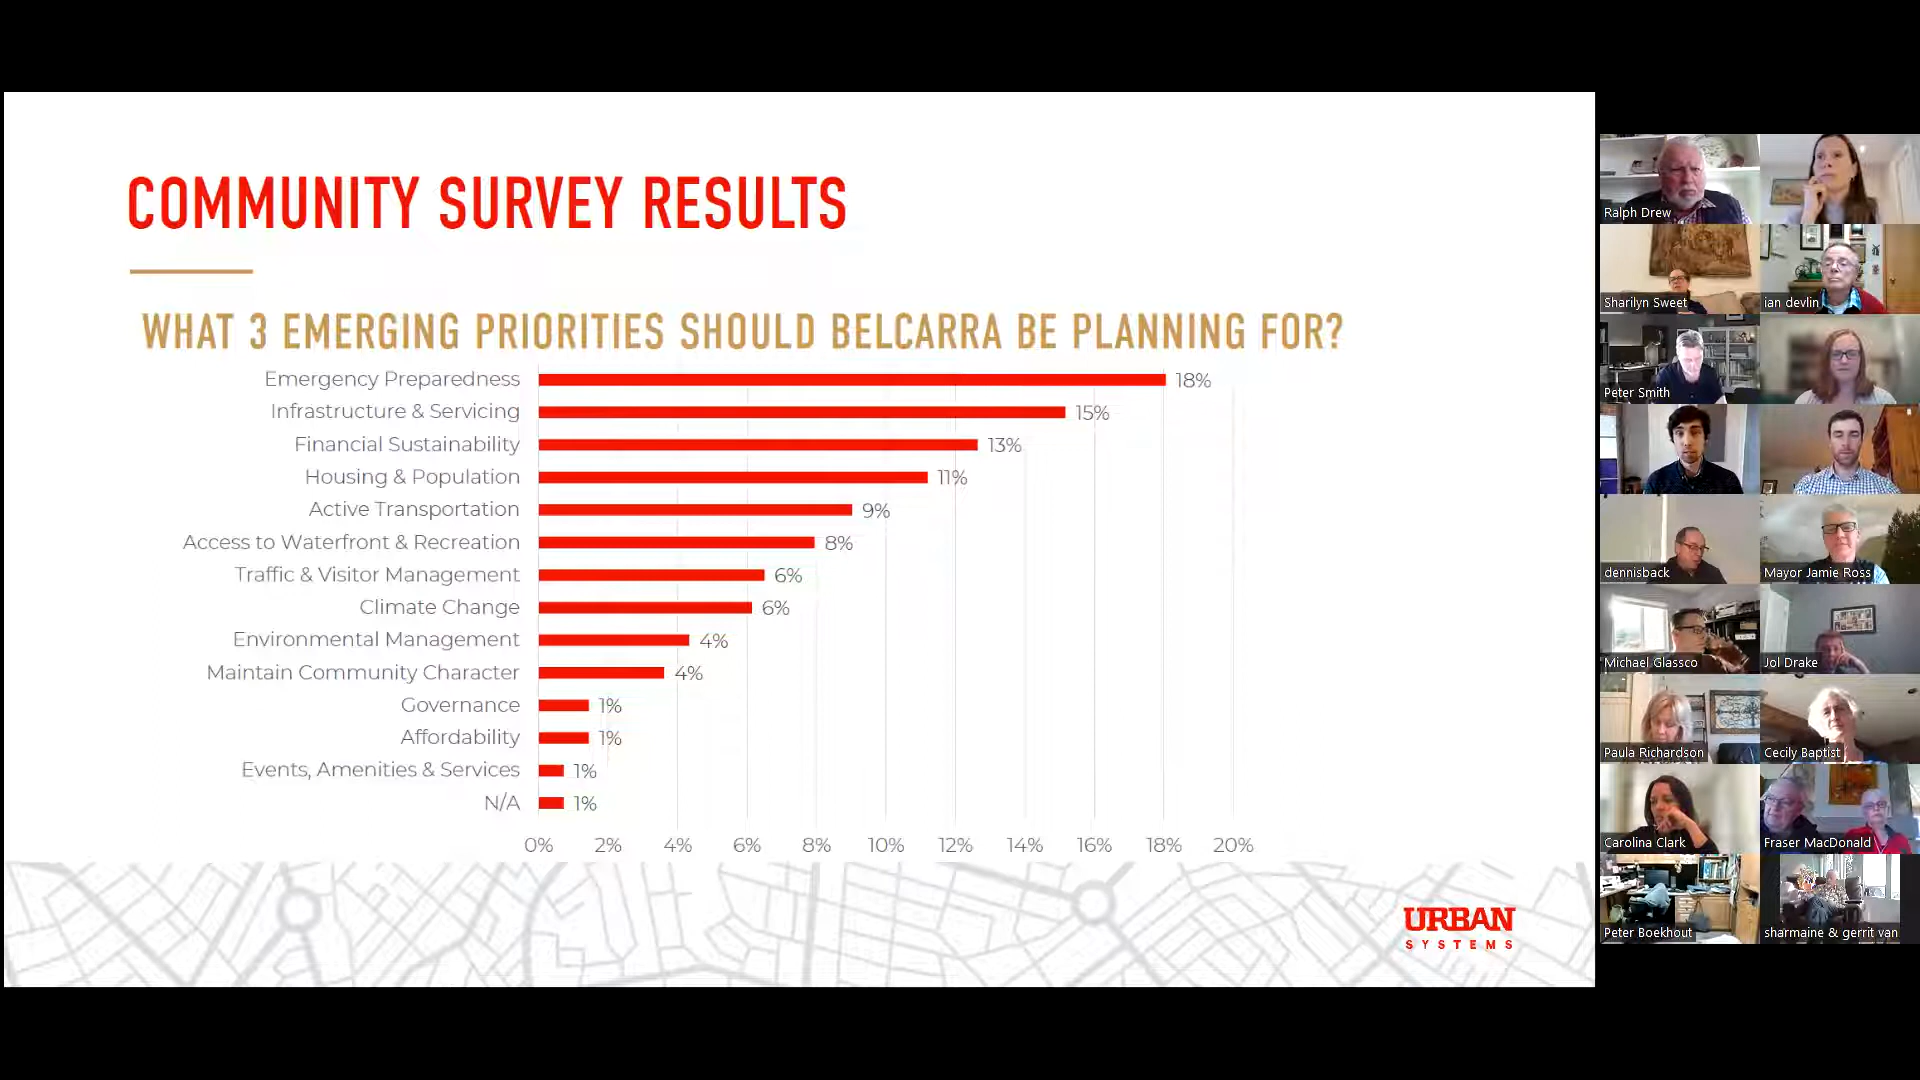 COMMUNITY SURVEY RESULTS
WHAT 3 EMERGING PRIORITIES SHOULD BELCARRA BE PLANNING FOR?
Emergency Preparedness 18%
Infrastructure & Servicing 15%
Financial Sustainability 13%
Housing & Population 11%
Active Transportation 9%
Access to Waterfront & Recreation 8%
Traffic & Visitor Management 6%
Climate Change 6%
Environmental Management 4%
Maintain Community Character 4%
Governance 1%
Affordability 1%
Events, Amenities & Services 1%
N/A 1%
0% 2% 4% 6% 8% 10% 12% 14% 16% 18% 20%
URBAN
SYSTEMS
Ralph Drew
Sharilyn Sweet
ian devlin
Peter Smith
dennisback
Mayor Jamie Ross
Michael Glassco
Jol Drake
Paula Richardson
Cecily Baptist
Carolina Clark
Fraser MacDonald
Peter Boekhout
sharmaine & gerrit van